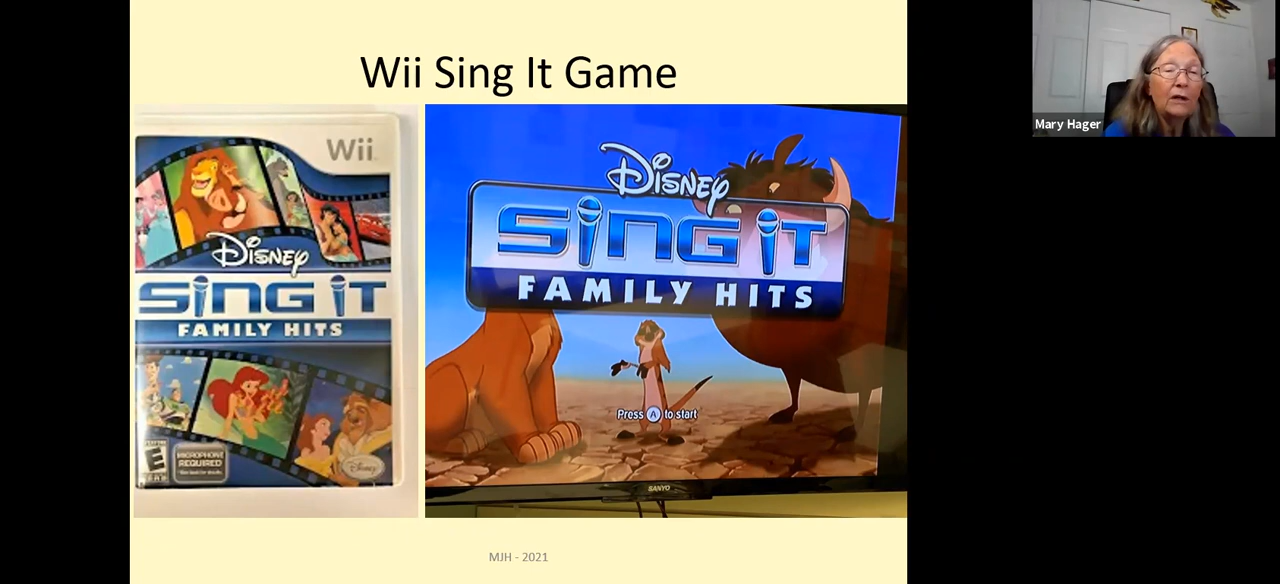 Wii Sing It Game
Wii
Disney
SING IT
FAMILY HITS
E
MICROPHONE
REQUIRED
Disney
Disney
SING IT
FAMILY HITS
Press A to start
SANYO
MJH - 2021
Mary Hager